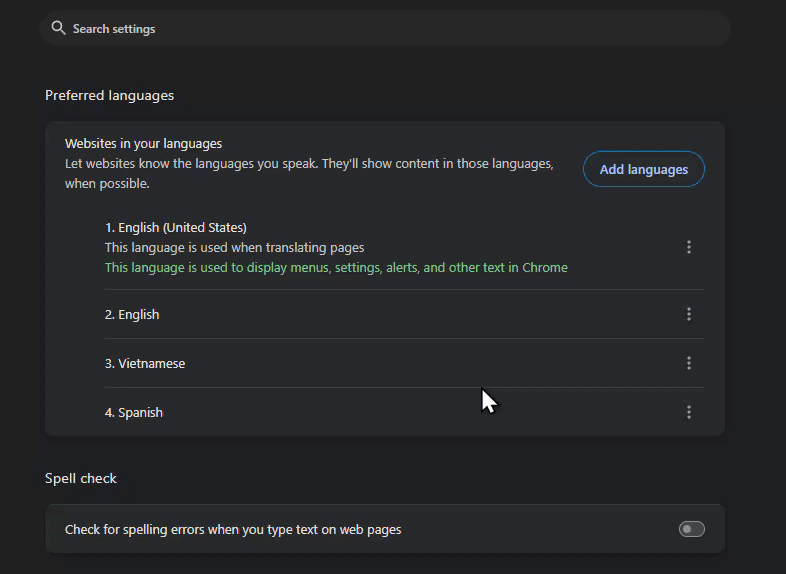 Search settings
Preferred languages
Websites in your languages
Let websites know the languages you speak. They'll show content in those languages,
when possible.
Add languages
1. English (United States)
This language is used when translating pages
This language is used to display menus, settings, alerts, and other text in Chrome
2. English
3. Vietnamese
4. Spanish
Spell check
Check for spelling errors when you type text on web pages